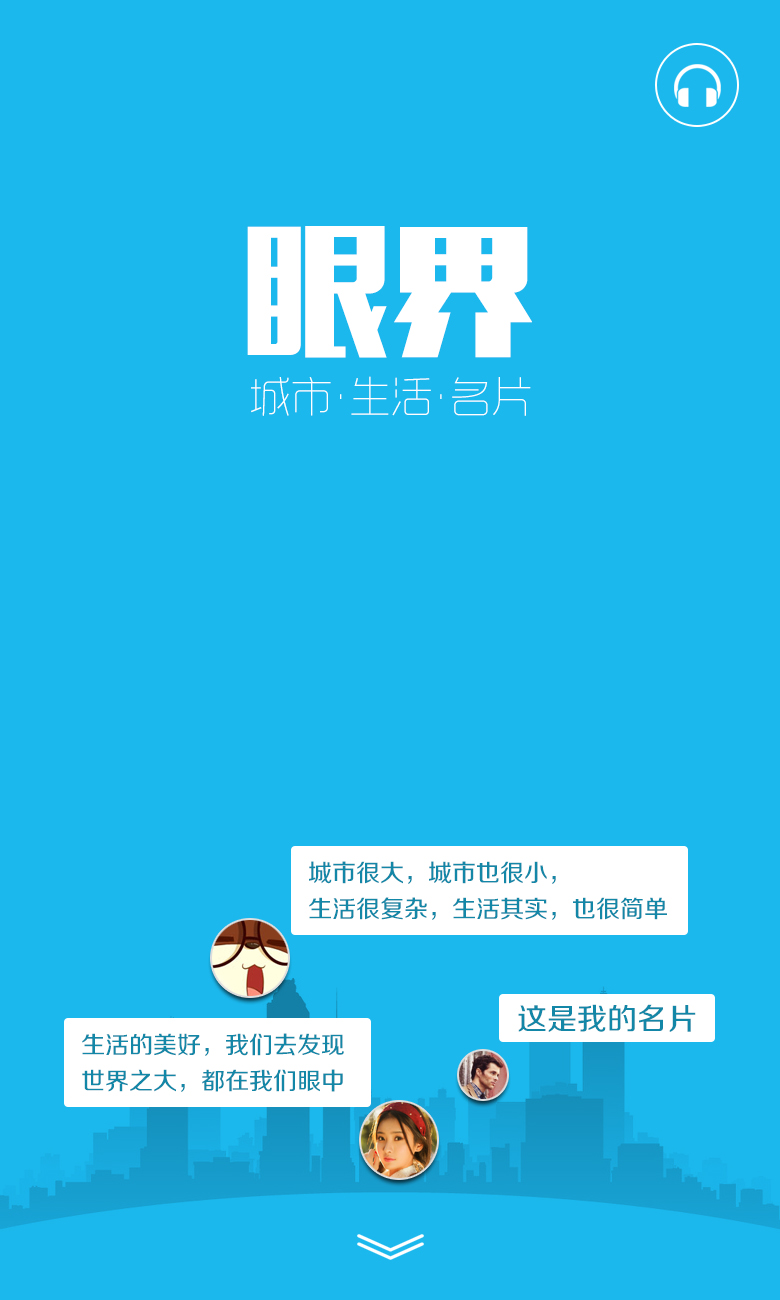 眼界
城市·生活·名片
城市很大，城市也很小，
生活很复杂，生活其实，也很简单
这是我的名片
生活的美好，我们去发现
世界之大，都在我们眼中